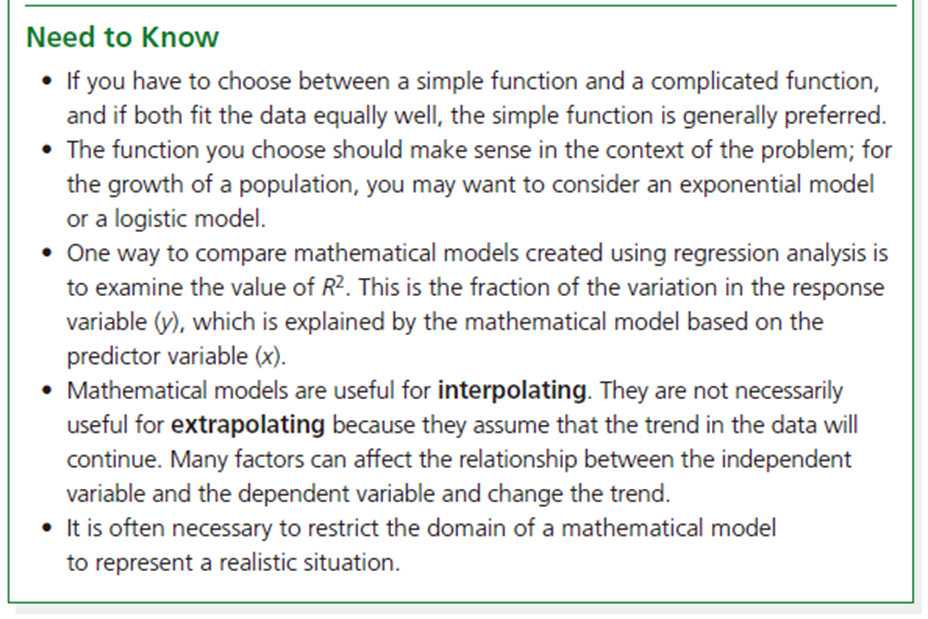 Need to Know
• If you have to choose between a simple function and a complicated function,
and if both fit the data equally well, the simple function is generally preferred.
• The function you choose should make sense in the context of the problem; for
the growth of a population, you may want to consider an exponential model
or a logistic model.
• One way to compare mathematical models created using regression analysis is
to examine the value of R². This is the fraction of the variation in the response
variable (y), which is explained by the mathematical model based on the
predictor variable (x).
• Mathematical models are useful for interpolating. They are not necessarily
useful for extrapolating because they assume that the trend in the data will
continue. Many factors can affect the relationship between the independent
variable and the dependent variable and change the trend.
• It is often necessary to restrict the domain of a mathematical model
to represent a realistic situation.